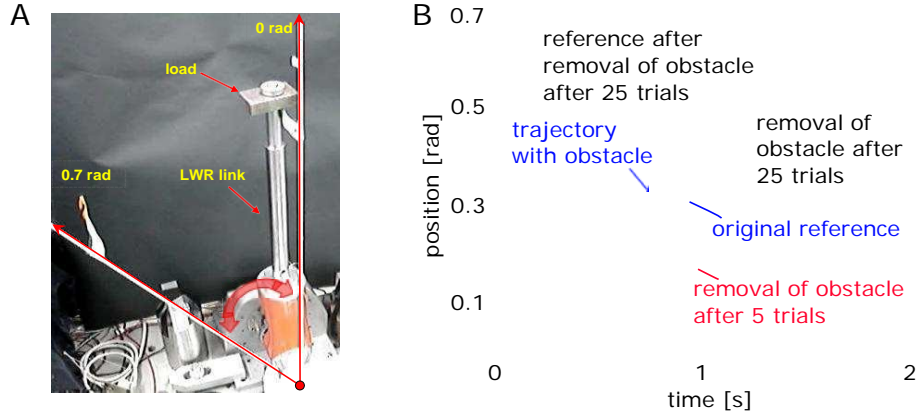 A
0 rad
load
0.7 rad
LWR link
B
0.7
0.5
0.3
0.1
position [rad]
reference after
removal of obstacle
after 25 trials
trajectory
with obstacle
removal of
obstacle after
25 trials
original reference
removal of obstacle
after 5 trials
0
1
2
time [s]